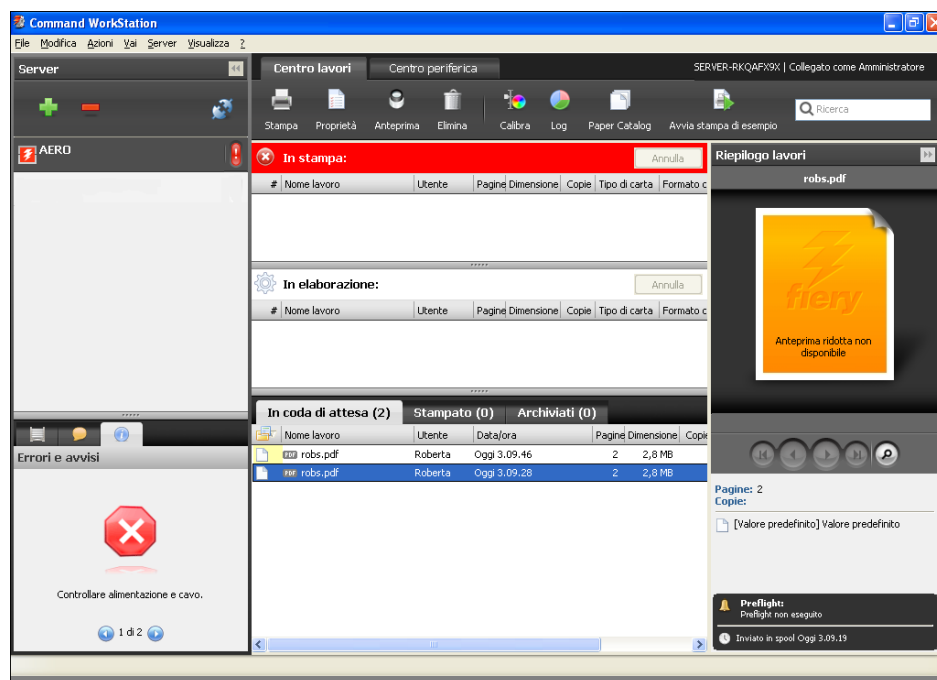 Command WorkStation
File Modifica Azioni Vai Server Visualizza ?
Server
Centro lavori Centro periferica SERVER-RKQAFX9X | Collegato come Amministratore
Stampa Proprietà Anteprima Elimina Calibra Log Paper Catalog Avvia stampa di esempio Ricerca
AERO
In stampa: Annulla
# Nome lavoro Utente Pagine Dimensione Copie Tipo di carta Formato c
In elaborazione: Annulla
# Nome lavoro Utente Pagine Dimensione Copie Tipo di carta Formato c
In coda di attesa (2) Stampato (0) Archiviati (0)
Nome lavoro Utente Data/ora Pagine Dimensione Copie
PDF robs.pdf Roberta Oggi 3.09.46 2 2,8 MB
PDF robs.pdf Roberta Oggi 3.09.28 2 2,8 MB
Errori e avvisi
Controllare alimentazione e cavo.
1 di 2
Riepilogo lavori
robs.pdf
fiery
Anteprima ridotta non
disponibile
Pagine: 2
Copie:
[Valore predefinito] Valore predefinito
Preflight:
Preflight non eseguito
Inviato in spool Oggi 3.09.19